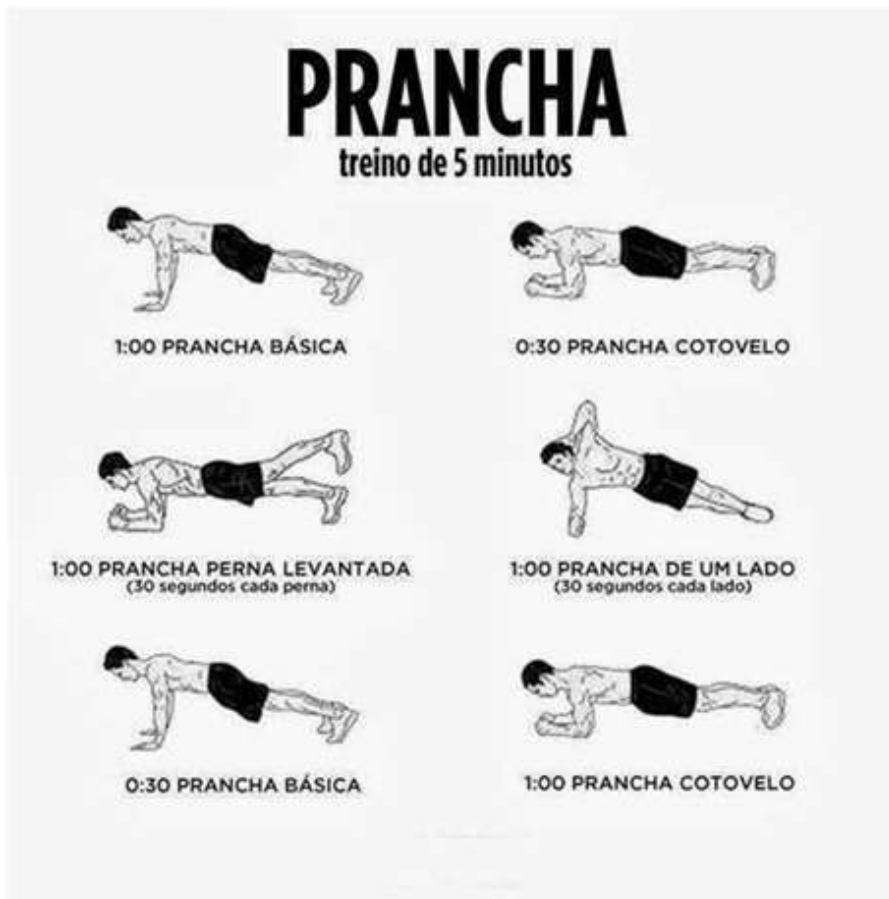 PRANCHA
treino de 5 minutos
1:00 PRANCHA BÁSICA
0:30 PRANCHA COTOVELO
1:00 PRANCHA PERNA LEVANTADA
(30 segundos cada perna)
1:00 PRANCHA DE UM LADO
(30 segundos cada lado)
0:30 PRANCHA BÁSICA
1:00 PRANCHA COTOVELO